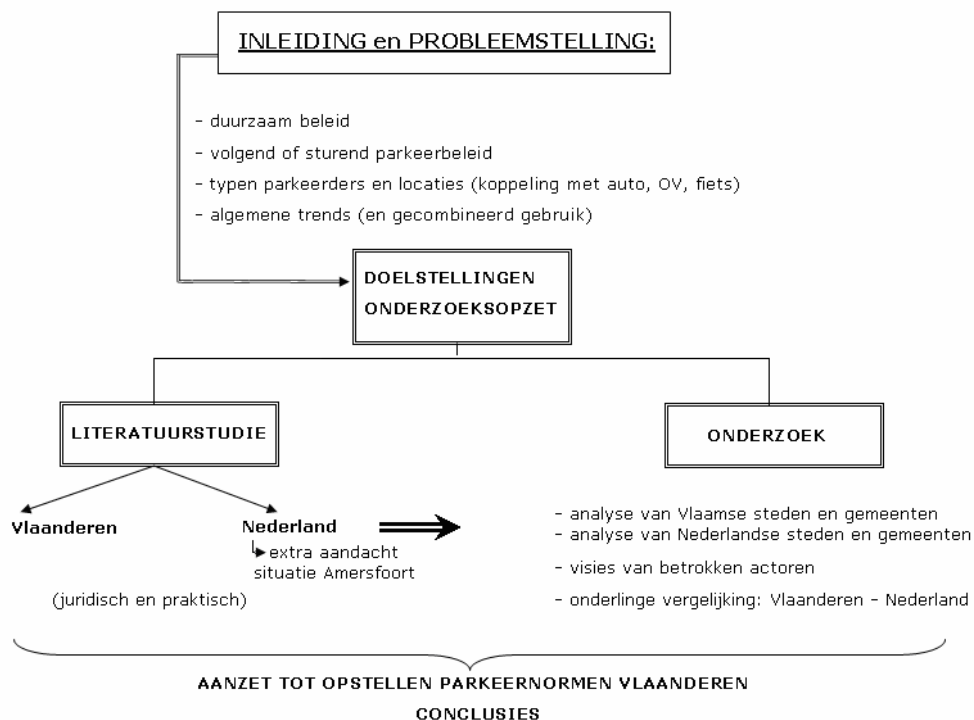 INLEIDING en PROBLEEMSTELLING:
- duurzaam beleid
- volgend of sturend parkeerbeleid
- typen parkeerders en locaties (koppeling met auto, OV, fiets)
- algemene trends (en gecombineerd gebruik)
DOELSTELLINGEN
ONDERZOEKSOPZET
LITERATUURSTUDIE
Vlaanderen
Nederland
extra aandacht
situatie Amersfoort
(juridisch en praktisch)
ONDERZOEK
- analyse van Vlaamse steden en gemeenten
- analyse van Nederlandse steden en gemeenten
- visies van betrokken actoren
- onderlinge vergelijking: Vlaanderen - Nederland
AANZET TOT OPSTELLEN PARKEERNORMEN VLAANDEREN
CONCLUSIES